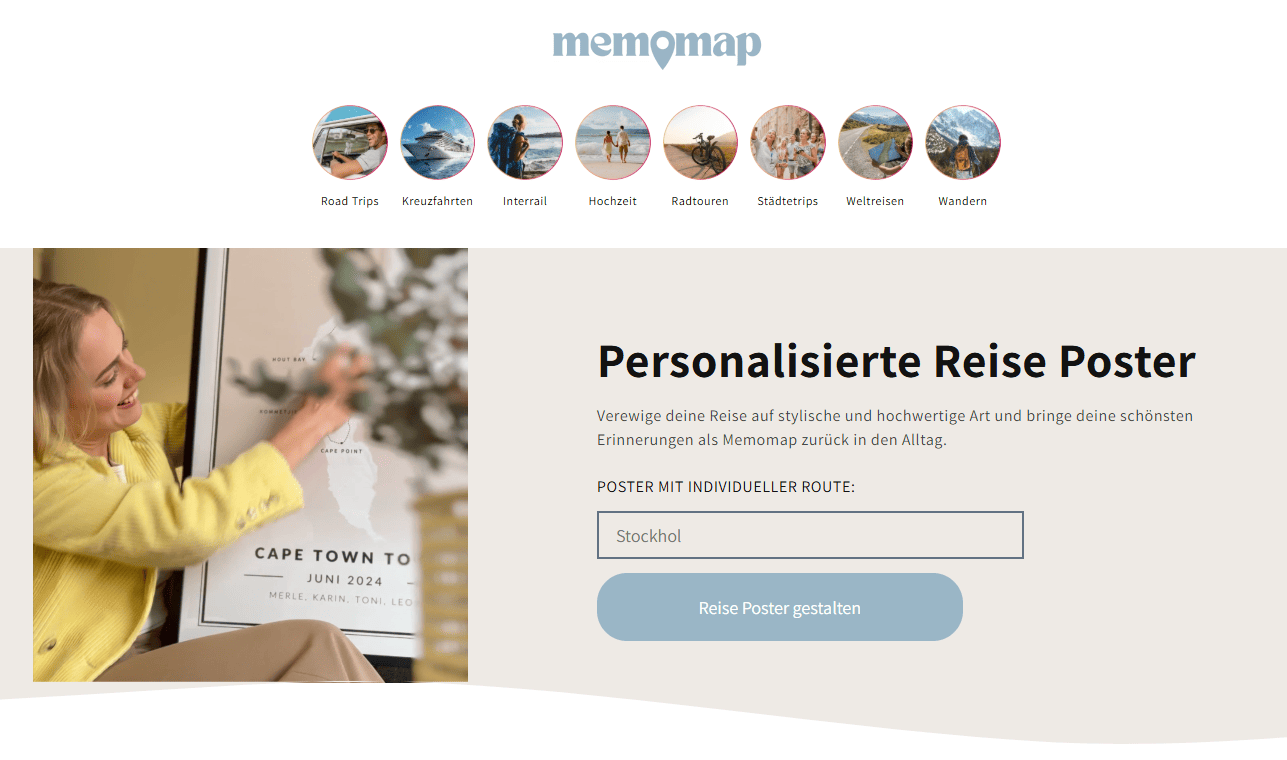 memomap
Road Trips
Kreuzfahrten
Interrail
Hochzeit
Radtouren
Städtetrips
Weltreisen
Wandern
HOUT BAY
CAPE POINT
CAPE TOWN TO
JUNI 2024
MERLE, KARIN, TONI, LEO
Personalisierte Reise Poster
Verewige deine Reise auf stylische und hochwertige Art und bringe deine schönsten
Erinnerungen als Memomap zurück in den Alltag.
POSTER MIT INDIVIDUELLER ROUTE:
Stockhol
Reise Poster gestalten